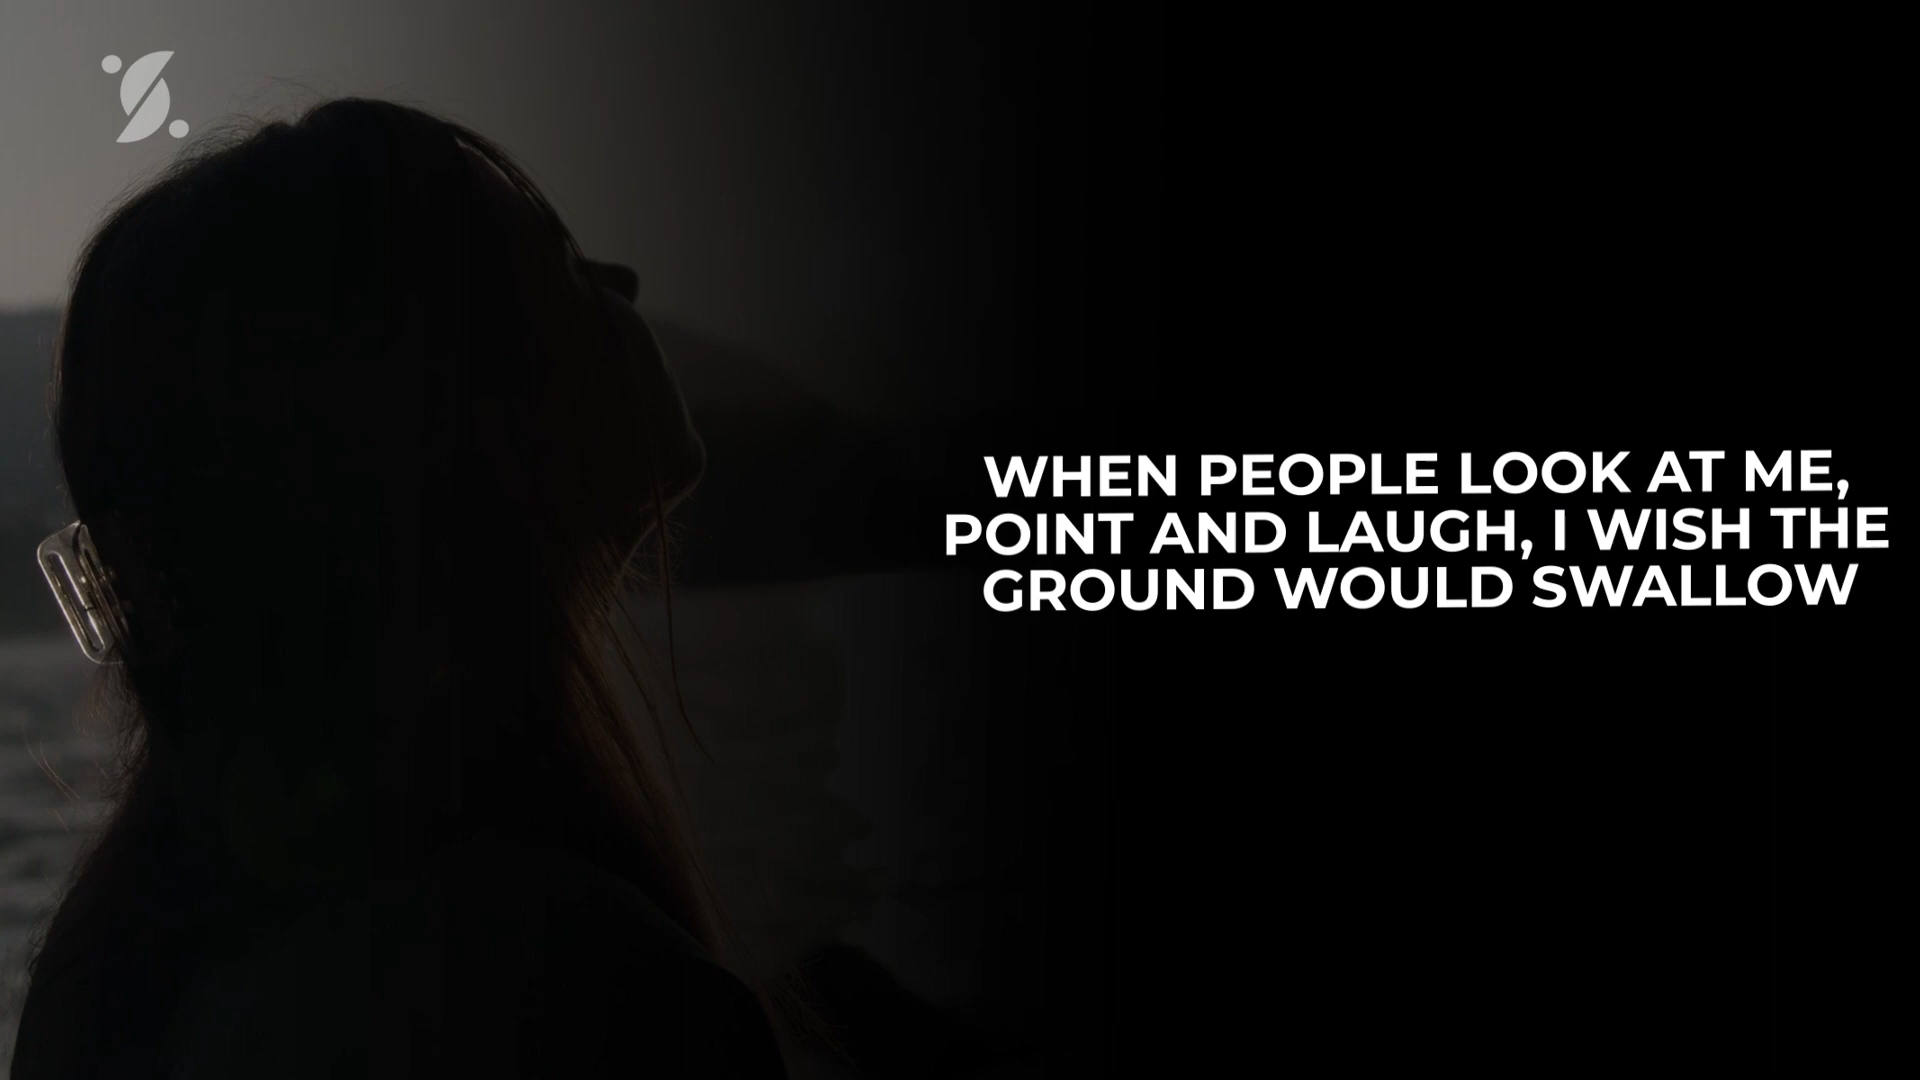 WHEN PEOPLE LOOK AT ME,
POINT AND LAUGH, I WISH THE
GROUND WOULD SWALLOW